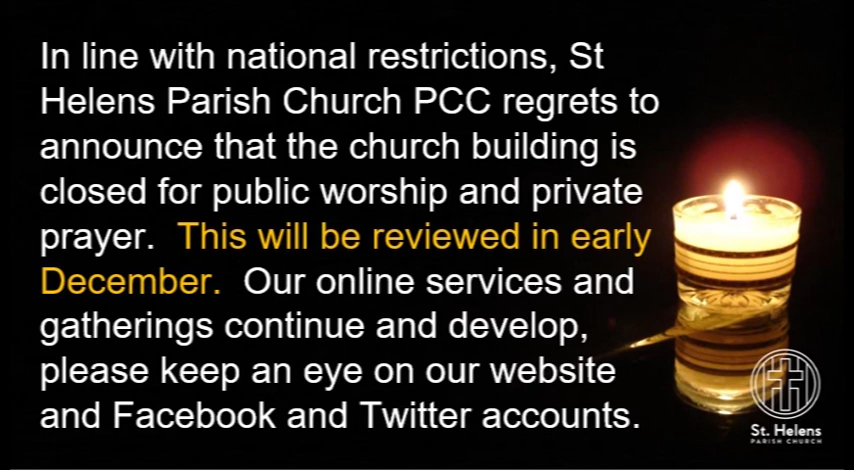 In line with national restrictions, St
Helens Parish Church PCC regrets to
announce that the church building is
closed for public worship and private
prayer.  This will be reviewed in early
December.  Our online services and
gatherings continue and develop,
please keep an eye on our website
and Facebook and Twitter accounts.
St. Helens
PARISH CHURCH